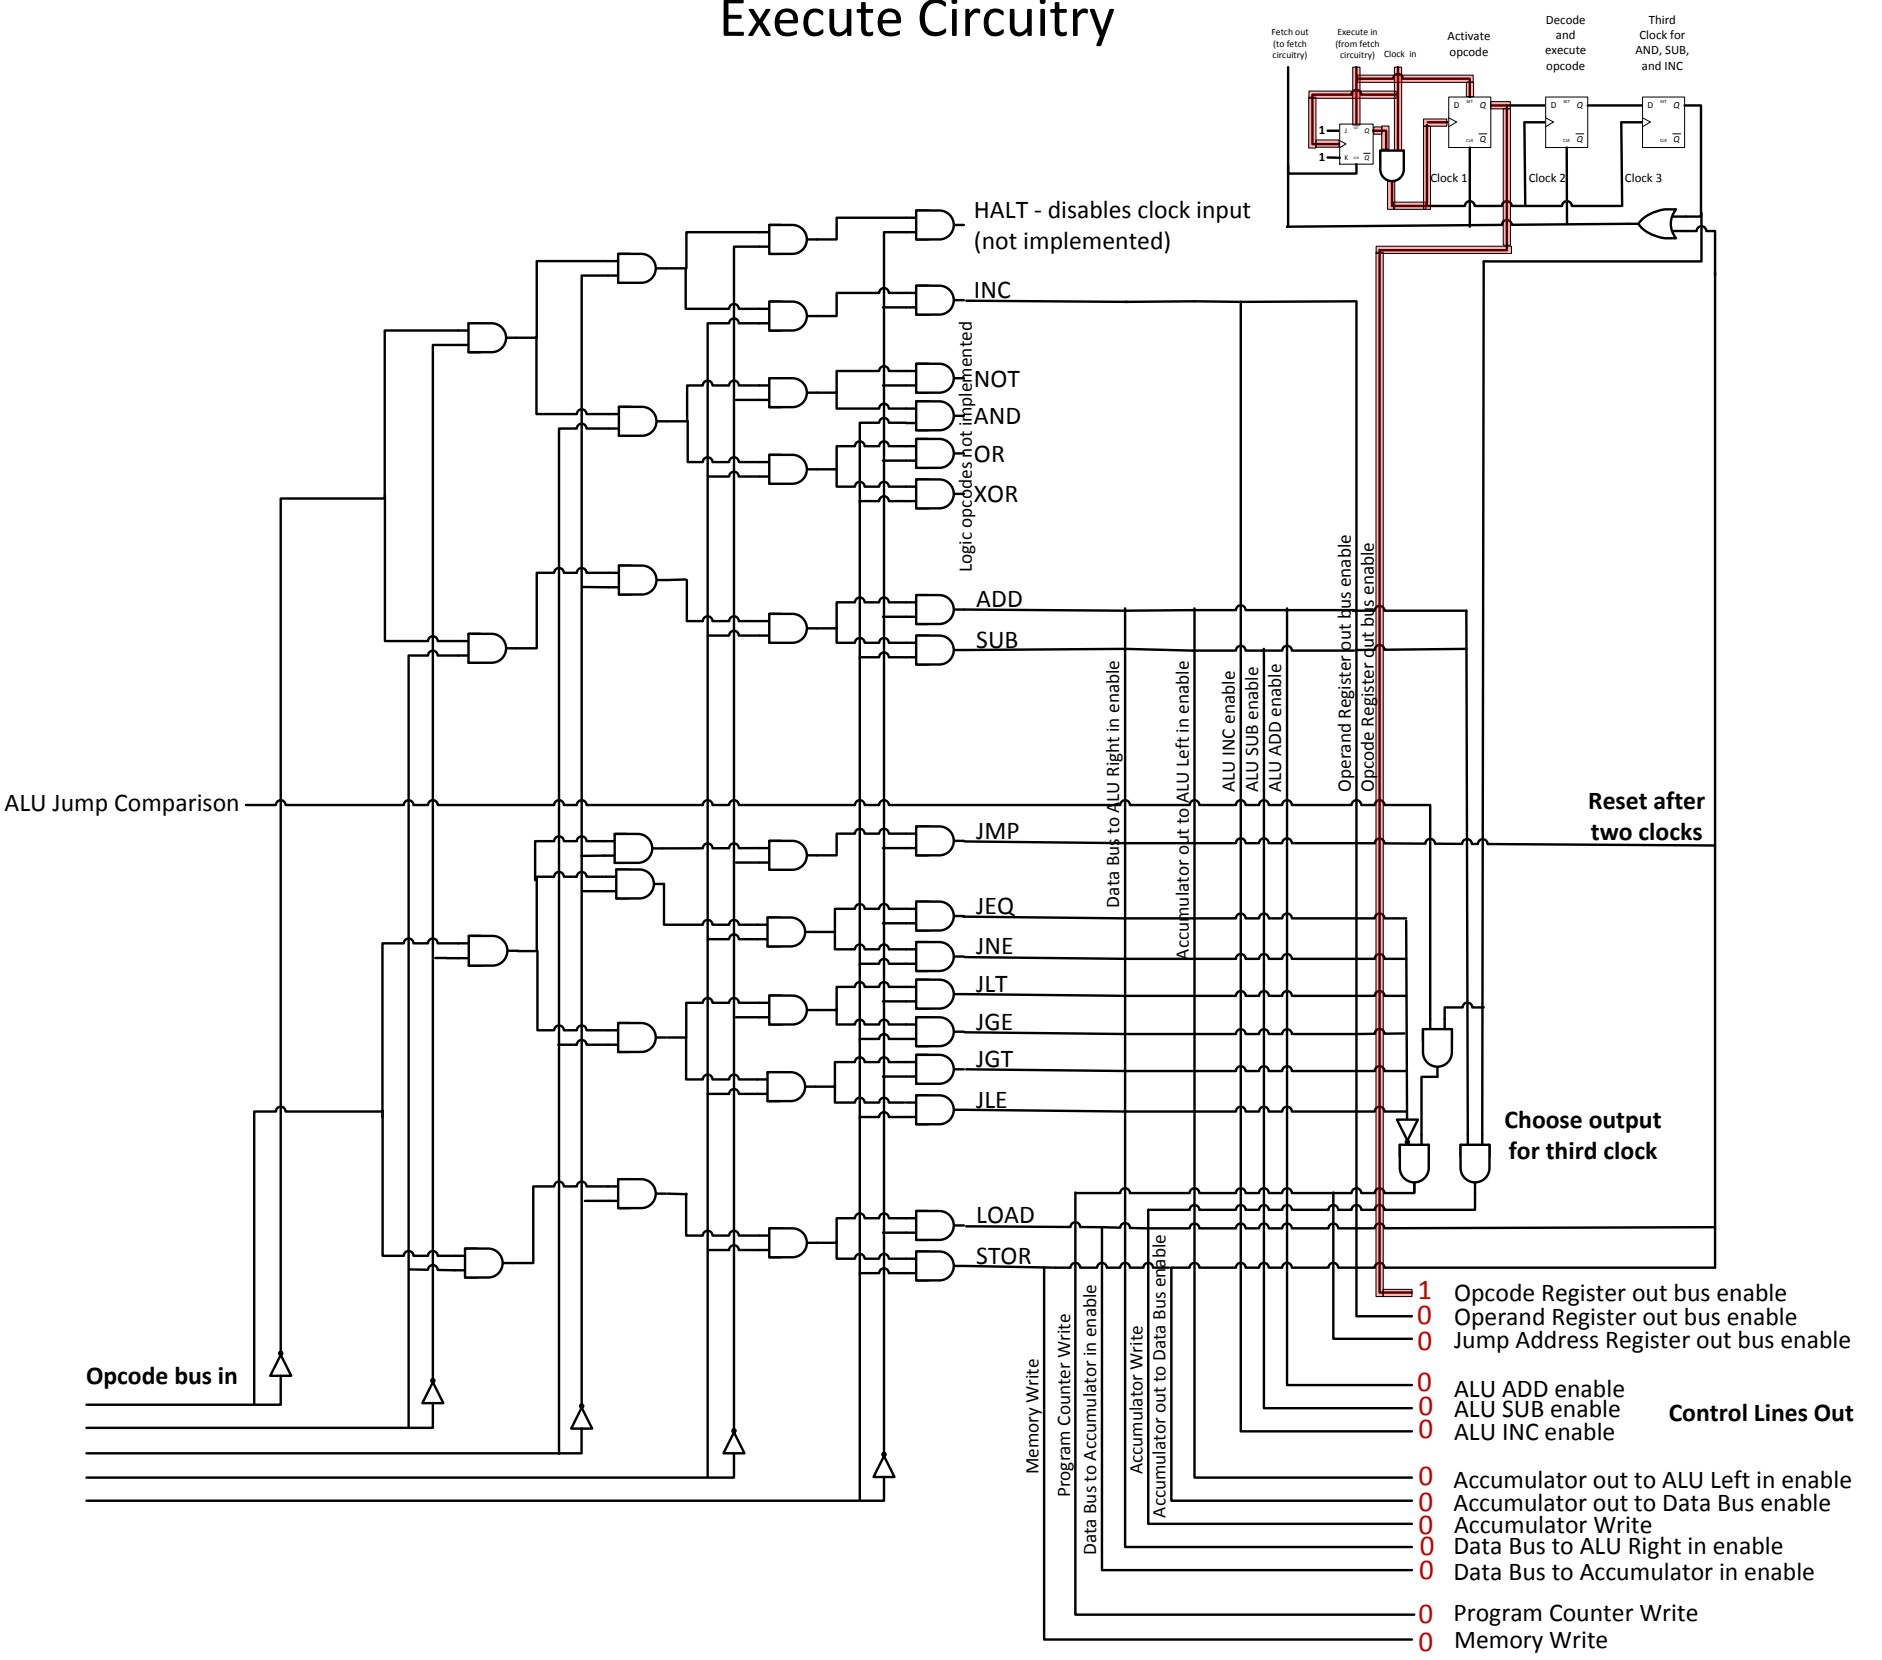 Execute Circuitry
Fetch out
(to fetch
circuitry)
Execute in
(from fetch
circuitry)
Clock in
Activate
opcode
Decode
and
execute
opcode
Third
Clock for
AND, SUB,
and INC
D SET Q
CLR Q
D SET Q
CLR Q
D SET Q
CLR Q
1
J SET Q
1
K CLR Q
Clock 1
Clock 2
Clock 3
HALT - disables clock input
(not implemented)
INC
NOT
AND
OR
XOR
Logic opcodes not implemented
ADD
SUB
Data Bus to ALU Right in enable
Accumulator out to ALU Left in enable
ALU INC enable
ALU SUB enable
ALU ADD enable
Operand Register out bus enable
Opcode Register out bus enable
ALU Jump Comparison
Reset after
two clocks
JMP
JEQ
JNE
JLT
JGE
JGT
JLE
Choose output
for third clock
LOAD
STOR
Memory Write
Program Counter Write
Data Bus to Accumulator in enable
Accumulator Write
Accumulator out to Data Bus enable
Opcode bus in
1 Opcode Register out bus enable
0 Operand Register out bus enable
0 Jump Address Register out bus enable
0 ALU ADD enable
0 ALU SUB enable
0 ALU INC enable
Control Lines Out
0 Accumulator out to ALU Left in enable
0 Accumulator out to Data Bus enable
0 Accumulator Write
0 Data Bus to ALU Right in enable
0 Data Bus to Accumulator in enable
0 Program Counter Write
0 Memory Write